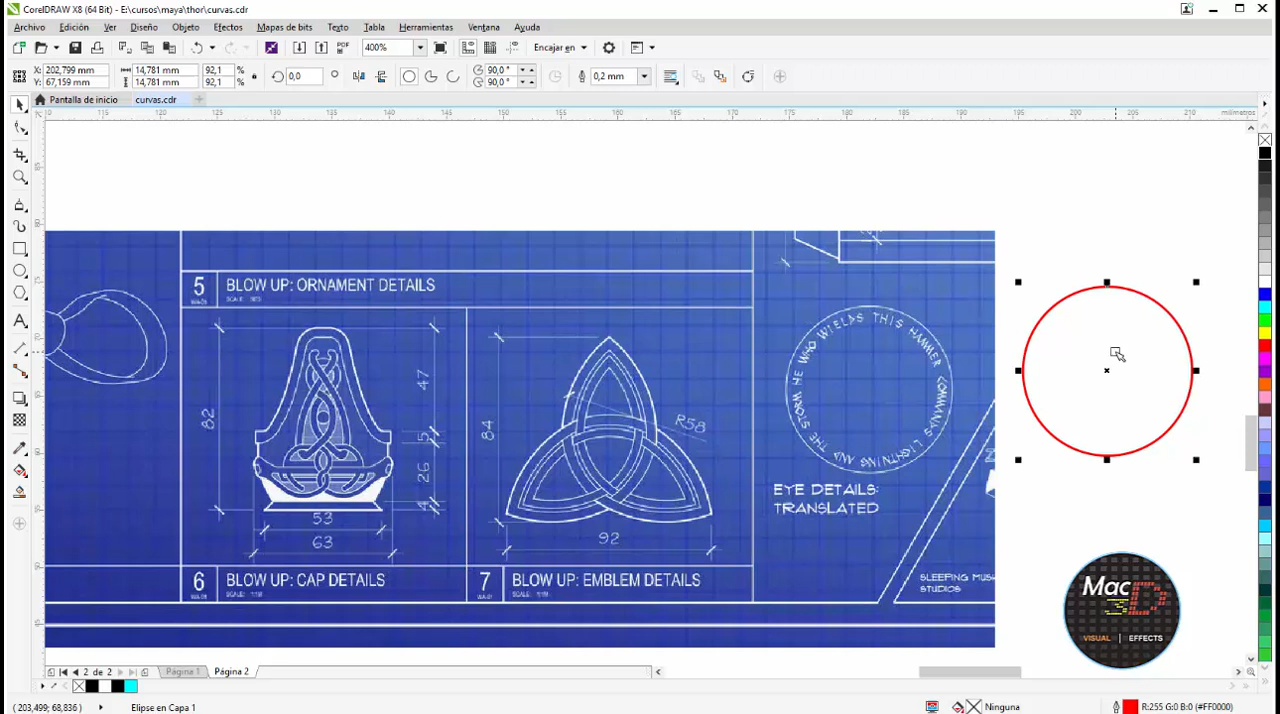 CorelDRAW X8 (64 Bit) - E:\cursos\maya\thor\curvas.cdr
Archivo Edición Ver Diseño Objeto Efectos Mapas de bits Texto Tabla Herramientas Ventana Ayuda
PDF 400% Encajar en
X: 202,799 mm 14,781 mm 92,1 %
Y: 67,159 mm 14,781 mm 92,1 %
0,0 90,0 ° 90,0 ° 0,2 mm
Pantalla de inicio curvas.cdr
milímetros
5 BLOW UP: ORNAMENT DETAILS
82
47
5
26
4
53
63
84
R58
92
HE WHO WIELDS THIS HAMMER COMMANDS LIGHTNING AND THE STORM
EYE DETAILS:
TRANSLATED
6 BLOW UP: CAP DETAILS
7 BLOW UP: EMBLEM DETAILS
STUDIOS
Mac
3D
VISUAL | EFFECTS
2 de 2 Página 1 Página 2
(203,499; 68,836) Elipse en Capa 1 Ninguna R:255 G:0 B:0 (#FF0000)